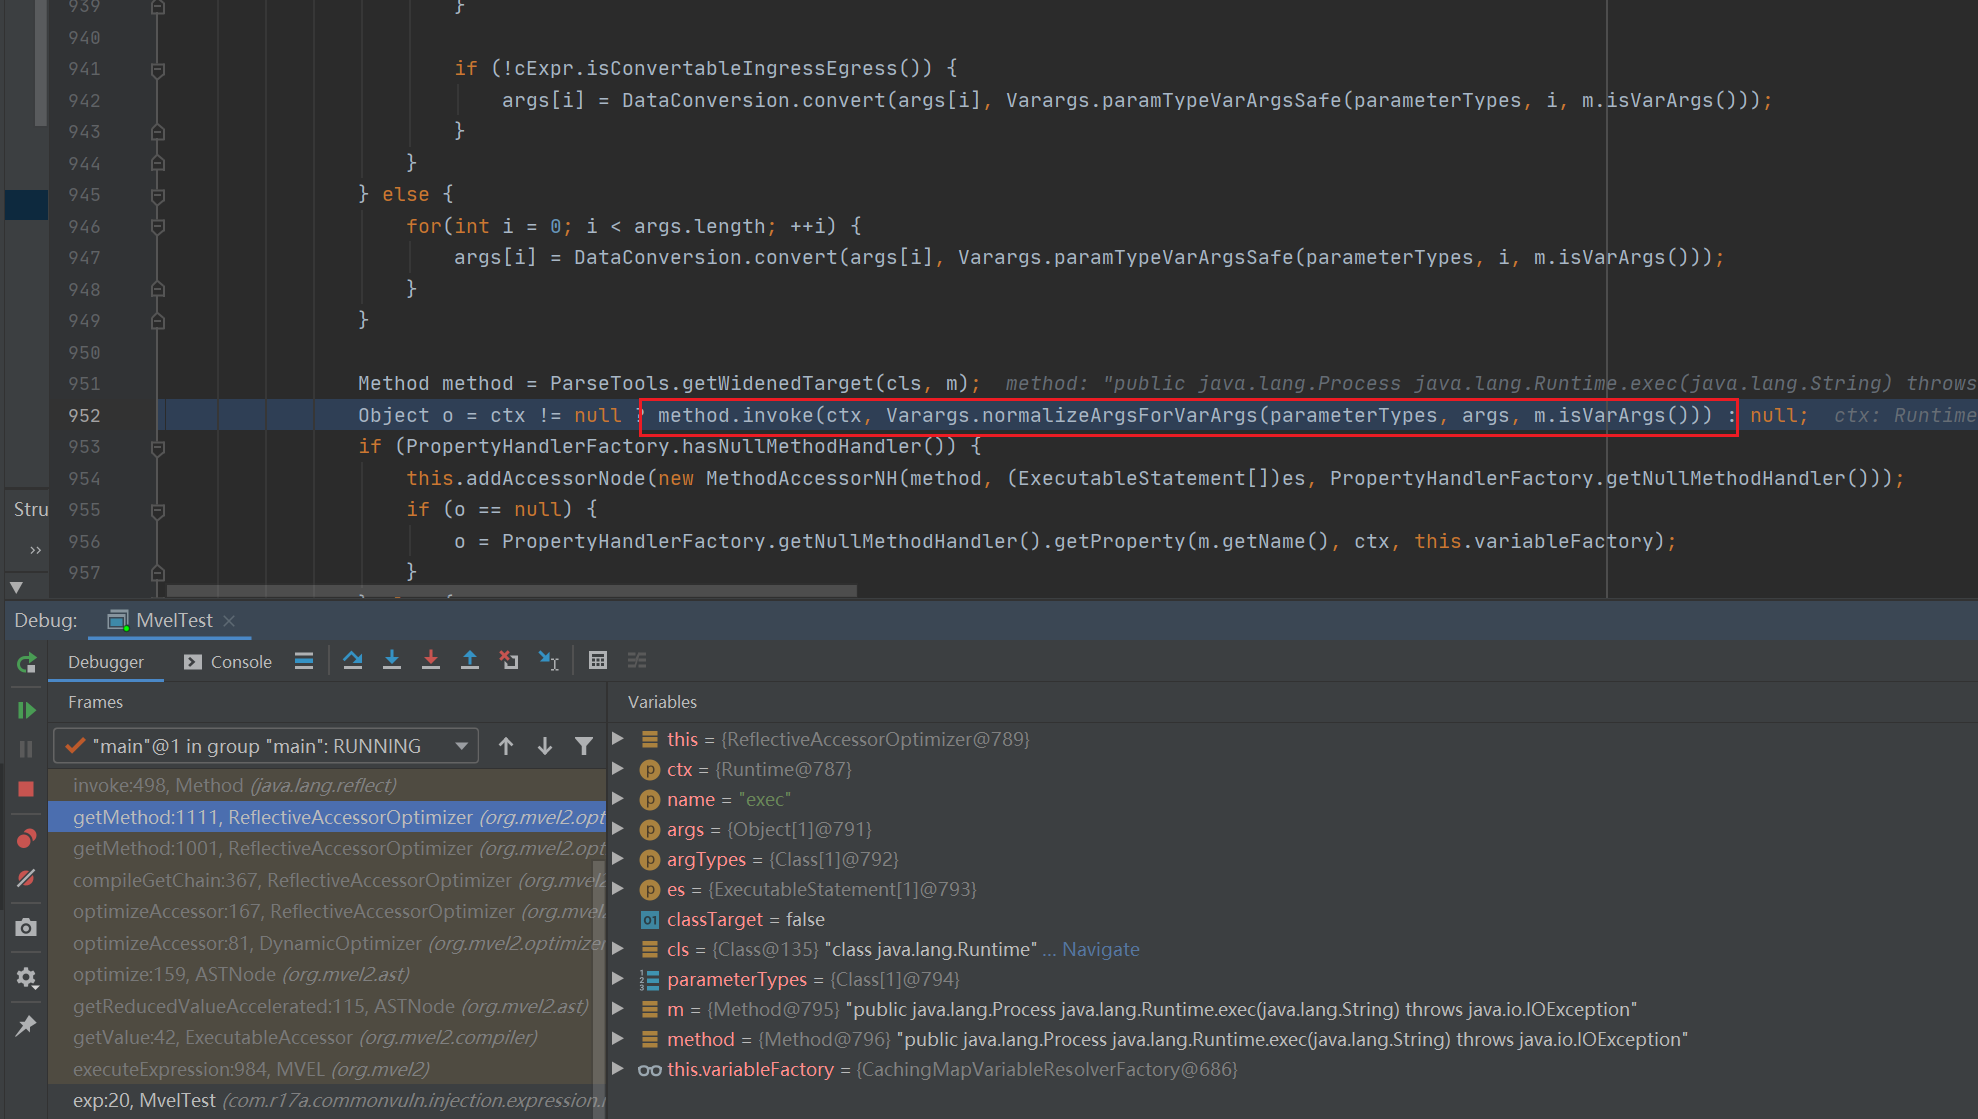 939 }
940
941 if (!cExpr.isConvertableIngressEgress()) {
942 args[i] = DataConversion.convert(args[i], Varargs.paramTypeVarArgsSafe(parameterTypes, i, m.isVarArgs()));
943 }
944 }
945 } else {
946 for(int i = 0; i < args.length; ++i) {
947 args[i] = DataConversion.convert(args[i], Varargs.paramTypeVarArgsSafe(parameterTypes, i, m.isVarArgs()));
948 }
949 }
950
951 Method method = ParseTools.getWidenedTarget(cls, m); method: "public java.lang.Process java.lang.Runtime.exec(java.lang.String) throws
952 Object o = ctx != null ? method.invoke(ctx, Varargs.normalizeArgsForVarArgs(parameterTypes, args, m.isVarArgs())) : null; ctx: Runtime
953 if (PropertyHandlerFactory.hasNullMethodHandler()) {
954 this.addAccessorNode(new MethodAccessorNH(method, (ExecutableStatement[])es, PropertyHandlerFactory.getNullMethodHandler()));
955 if (o == null) {
956 o = PropertyHandlerFactory.getNullMethodHandler().getProperty(m.getName(), ctx, this.variableFactory);
957 }
Stru
»
Debug: MvelTest
Debugger Console
Frames
"main"@1 in group "main": RUNNING
invoke:498, Method (java.lang.reflect)
getMethod:1111, ReflectiveAccessorOptimizer (org.mvel2.opt
getMethod:1001, ReflectiveAccessorOptimizer (org.mvel2.opt
compileGetChain:367, ReflectiveAccessorOptimizer (org.mvel2
optimizeAccessor:167, ReflectiveAccessorOptimizer (org.mvel
optimizeAccessor:81, DynamicOptimizer (org.mvel2.optimizer
optimize:159, ASTNode (org.mvel2.ast)
getReducedValueAccelerated:115, ASTNode (org.mvel2.ast)
getValue:42, ExecutableAccessor (org.mvel2.compiler)
executeExpression:984, MVEL (org.mvel2)
exp:20, MvelTest (com.r17a.commonvuln.injection.expression.
Variables
this = {ReflectiveAccessorOptimizer@789}
ctx = {Runtime@787}
name = "exec"
args = {Object[1]@791}
argTypes = {Class[1]@792}
es = {ExecutableStatement[1]@793}
classTarget = false
cls = {Class@135} "class java.lang.Runtime" ... Navigate
parameterTypes = {Class[1]@794}
m = {Method@795} "public java.lang.Process java.lang.Runtime.exec(java.lang.String) throws java.io.IOException"
method = {Method@796} "public java.lang.Process java.lang.Runtime.exec(java.lang.String) throws java.io.IOException"
this.variableFactory = {CachingMapVariableResolverFactory@686}